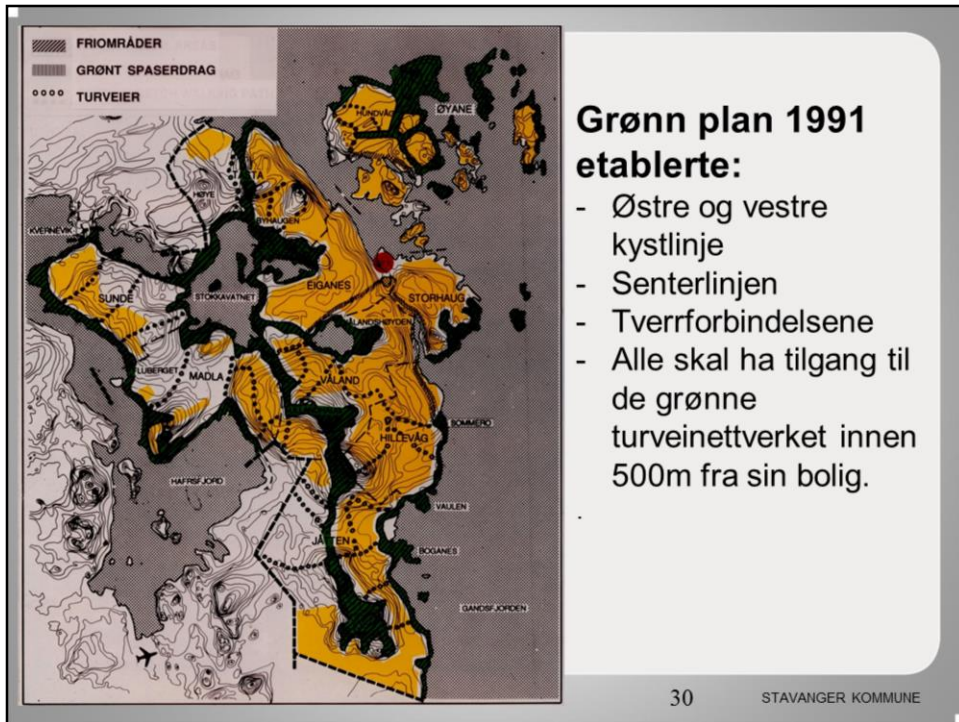 FRIOMRÅDER
GRØNT SPASERDRAG
TURVEIER
HUNDVÅG
ØYANE
HØYE
BYHAUGEN
KVERNEVIK
SUNDE
STOKKAVATNET
EIGANES
STORHAUG
ÅLANDSHØYDEN
LUBERGET
MADLA
VÅLAND
SOMMERO
HILLEVÅG
HAFRSFJORD
VAULEN
BOGANES
GANDSFJORDEN
Grønn plan 1991
etablerte:
- Østre og vestre
kystlinje
- Senterlinjen
- Tverrforbindelsene
- Alle skal ha tilgang til
de grønne
turveinettverket innen
500m fra sin bolig.
.
30
STAVANGER KOMMUNE